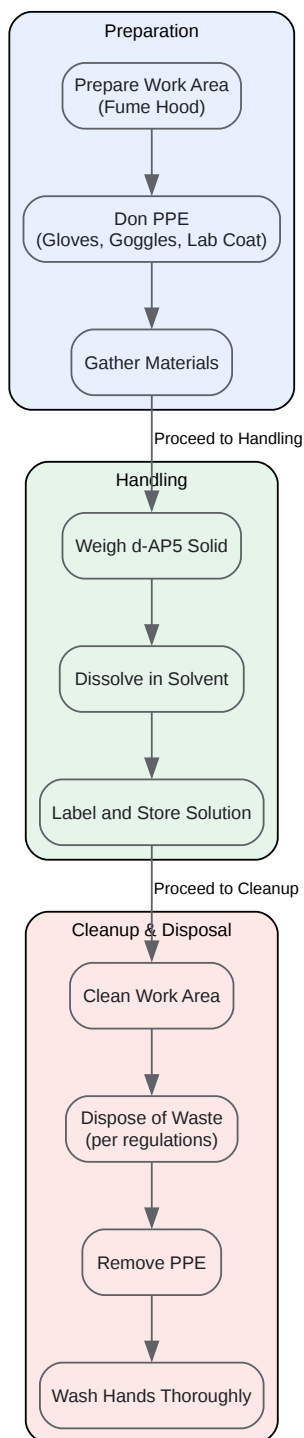 Preparation
Prepare Work Area
(Fume Hood)
Don PPE
(Gloves, Goggles, Lab Coat)
Gather Materials
Proceed to Handling
Handling
Weigh d-AP5 Solid
Dissolve in Solvent
Label and Store Solution
Proceed to Cleanup
Cleanup & Disposal
Clean Work Area
Dispose of Waste
(per regulations)
Remove PPE
Wash Hands Thoroughly